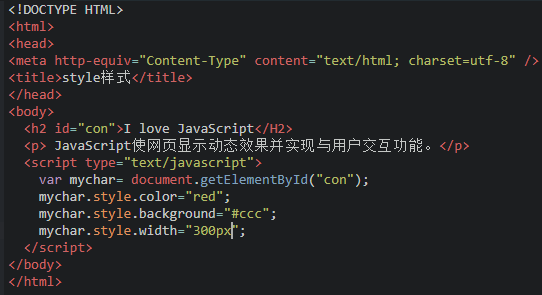 <!DOCTYPE HTML>
<html>
<head>
<meta http-equiv="Content-Type" content="text/html; charset=utf-8" />
<title>style样式</title>
</head>
<body>
  <h2 id="con">I love JavaScript</H2>
  <p> JavaScript使网页显示动态效果并实现与用户交互功能。</p>
  <script type="text/javascript">
    var mychar= document.getElementById("con");
    mychar.style.color="red";
    mychar.style.background="#ccc";
    mychar.style.width="300px";
  </script>
</body>
</html>